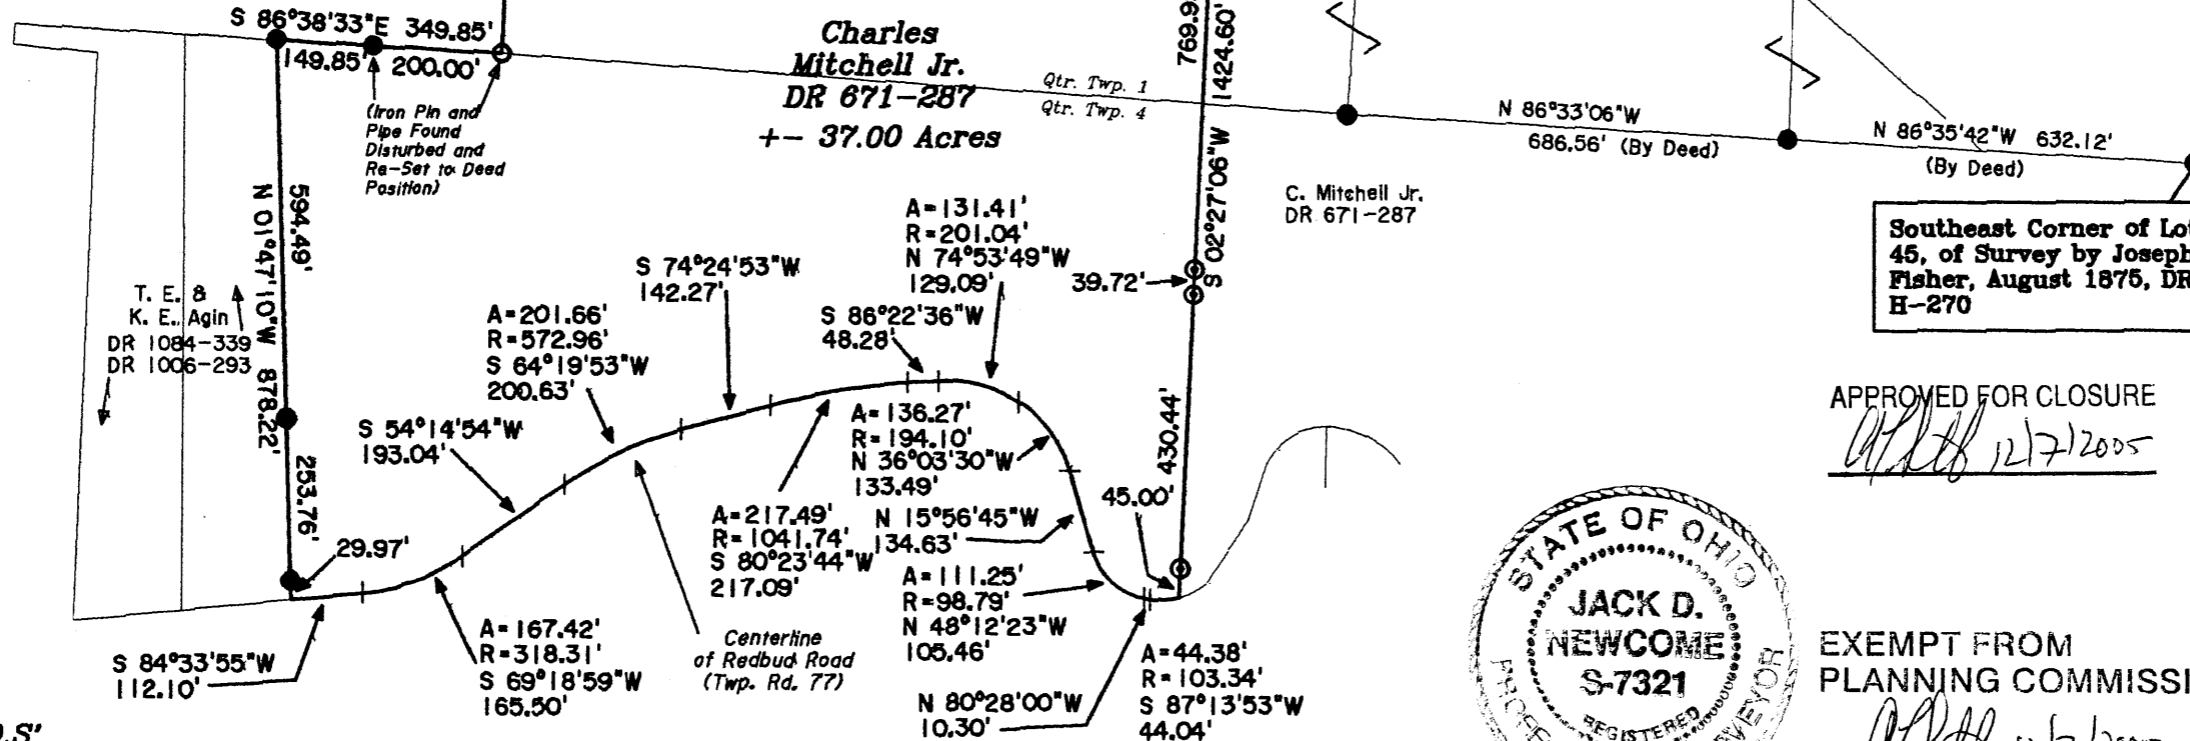 S 86°38'33"E 349.85'
149.85' 200.00'
(Iron Pin and
Pipe Found
Disturbed and
Re-Set to Deed
Position)
Charles
Mitchell Jr.
DR 671-287
+- 37.00 Acres
Qtr. Twp. 1
Qtr. Twp. 4
1424.60'
S 02°27'06"W
N 86°33'06"W
686.56' (By Deed)
N 86°35'42"W 632.12'
(By Deed)
C. Mitchell Jr.
DR 671-287
Southeast Corner of
45, of Survey by Joseph
Fisher, August 1875, DR
H-270
594.49'
N 01°47'10"W 878.22'
253.76'
29.97'
T. E. &
K. E. Agin
DR 1084-339
DR 1006-293
A=131.41'
R=201.04'
N 74°53'49"W
129.09'
39.72'
S 74°24'53"W
142.27'
A=201.66'
R=572.96'
S 64°19'53"W
200.63'
S 86°22'36"W
48.28'
S 54°14'54"W
193.04'
A=136.27'
R=194.10'
N 36°03'30"W
133.49'
430.44'
45.00'
A=217.49'
R=1041.74'
S 80°23'44"W
217.09'
N 15°56'45"W
134.63'
A=111.25'
R=98.79'
N 48°12'23"W
105.46'
S 84°33'55"W
112.10'
A=167.42'
R=318.31'
S 69°18'59"W
165.50'
Centerline
of Redbud Road
(Twp. Rd. 77)
N 80°28'00"W
10.30'
A=44.38'
R=103.34'
S 87°13'53"W
44.04'
APPROVED FOR CLOSURE
12/7/2005
STATE OF OHIO
JACK D.
NEWCOME
S-7321
REGISTERED
EXEMPT FROM
PLANNING